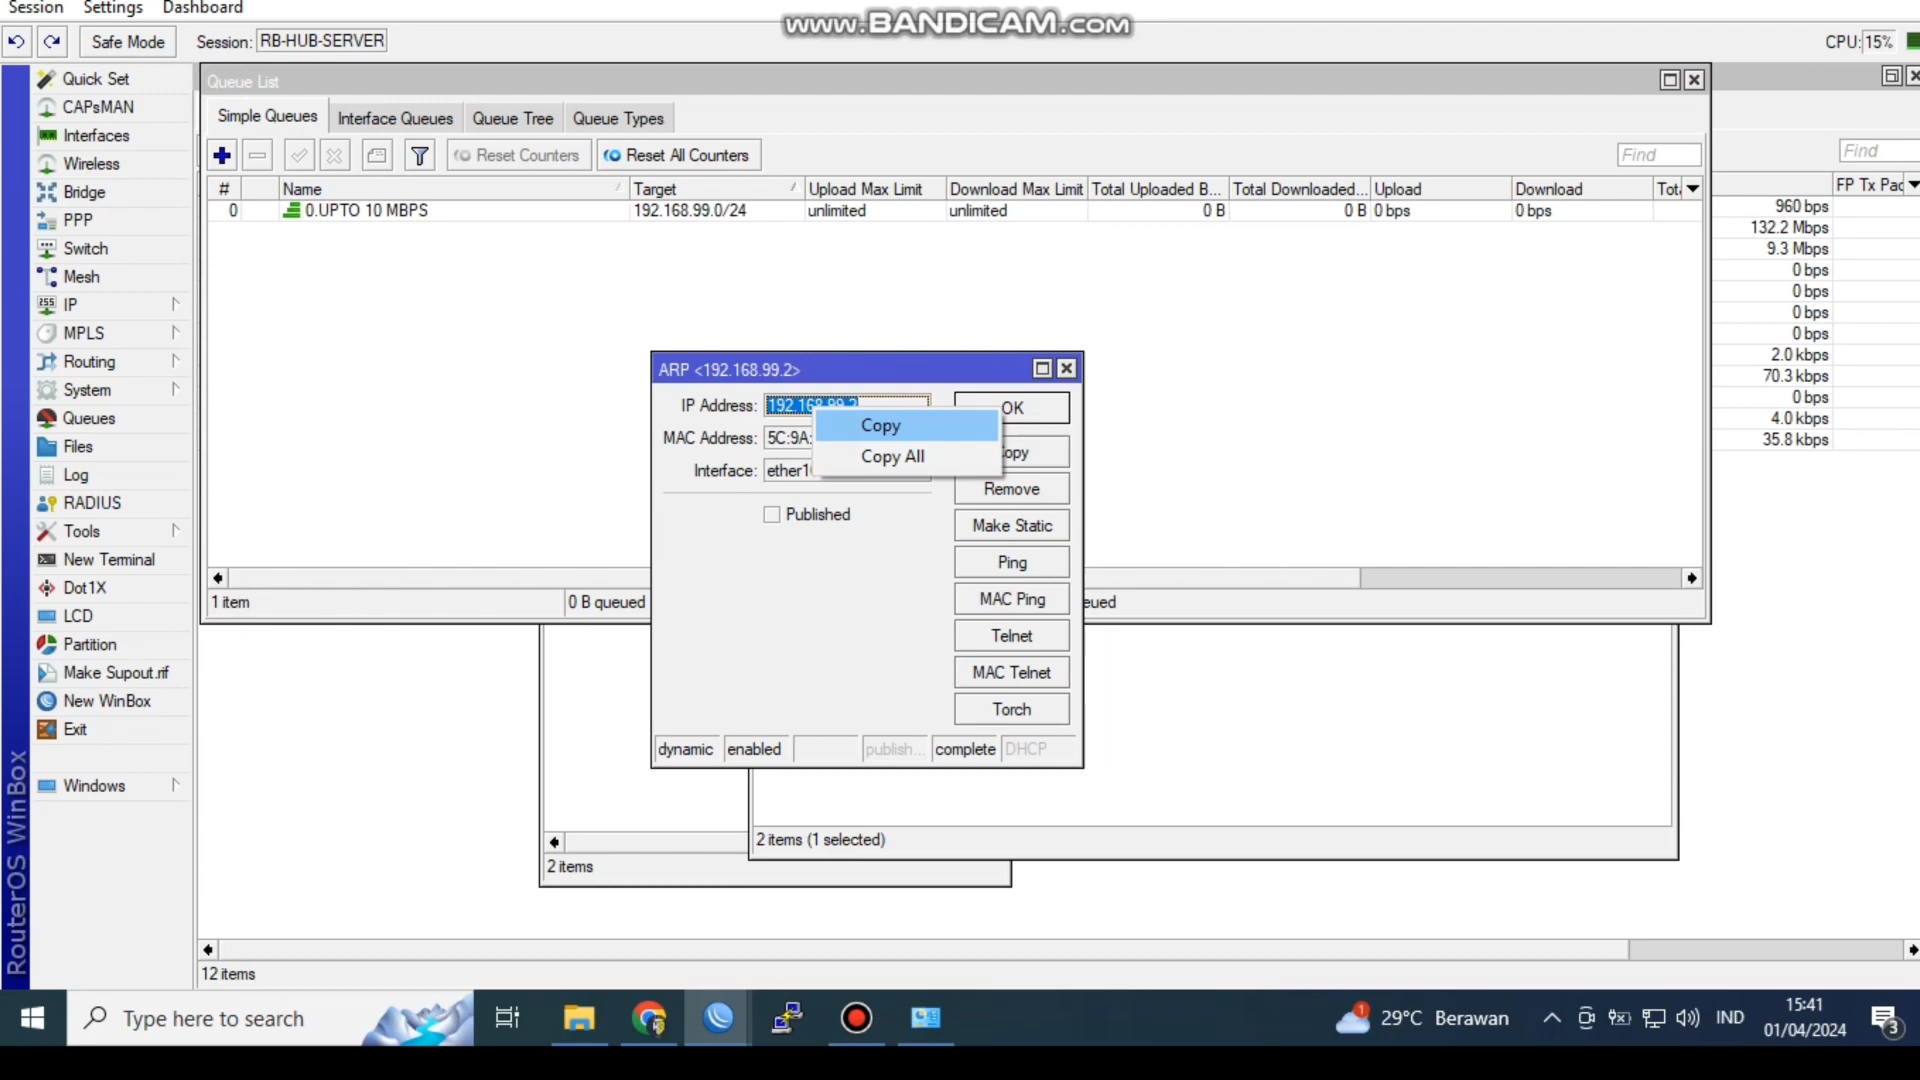 Session Settings Dashboard
www.BANDICAM.com
Safe Mode Session: RB-HUB-SERVER CPU: 15%
Quick Set
CAPsMAN
Interfaces
Wireless
Bridge
PPP
Switch
Mesh
IP
MPLS
Routing
System
Queues
Files
Log
RADIUS
Tools
New Terminal
Dot1X
LCD
Partition
Make Supout.rif
New WinBox
Exit
Windows
RouterOS WinBox
Queue List
Simple Queues Interface Queues Queue Tree Queue Types
Reset Counters Reset All Counters Find
# Name Target Upload Max Limit Download Max Limit Total Uploaded B... Total Downloaded... Upload Download
0 0.UPTO 10 MBPS 192.168.99.0/24 unlimited unlimited 0 B 0 B 0 bps 0 bps
1 item 0 B queued
Find
FP Tx Pac
960 bps
132.2 Mbps
9.3 Mbps
0 bps
0 bps
0 bps
0 bps
2.0 kbps
70.3 kbps
0 bps
4.0 kbps
35.8 kbps
ARP <192.168.99.2>
IP Address: 192.168.99.2 OK
MAC Address: 5C:9A:
Interface:
Copy
Copy All
Published
Remove
Make Static
Ping
MAC Ping
Telnet
MAC Telnet
Torch
dynamic enabled publish... complete DHCP
2 items (1 selected)
2 items
12 items
Type here to search
29°C Berawan
IND
15:41
01/04/2024
3